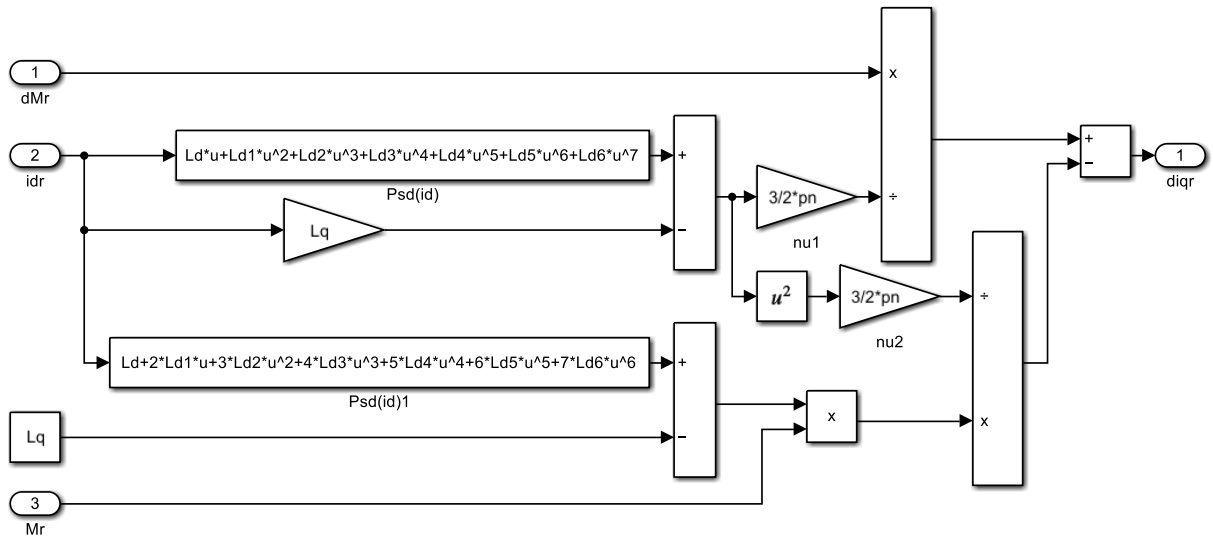 1
dMr
2
idr
Ld*u+Ld1*u^2+Ld2*u^3+Ld3*u^4+Ld4*u^5+Ld5*u^6+Ld6*u^7
Psd(id)
Lq
+
−
3/2*pn
nu1
x
÷
u²
3/2*pn
nu2
+
−
1
diqr
Ld+2*Ld1*u+3*Ld2*u^2+4*Ld3*u^3+5*Ld4*u^4+6*Ld5*u^5+7*Ld6*u^6
Psd(id)1
Lq
+
−
x
÷
x
3
Mr